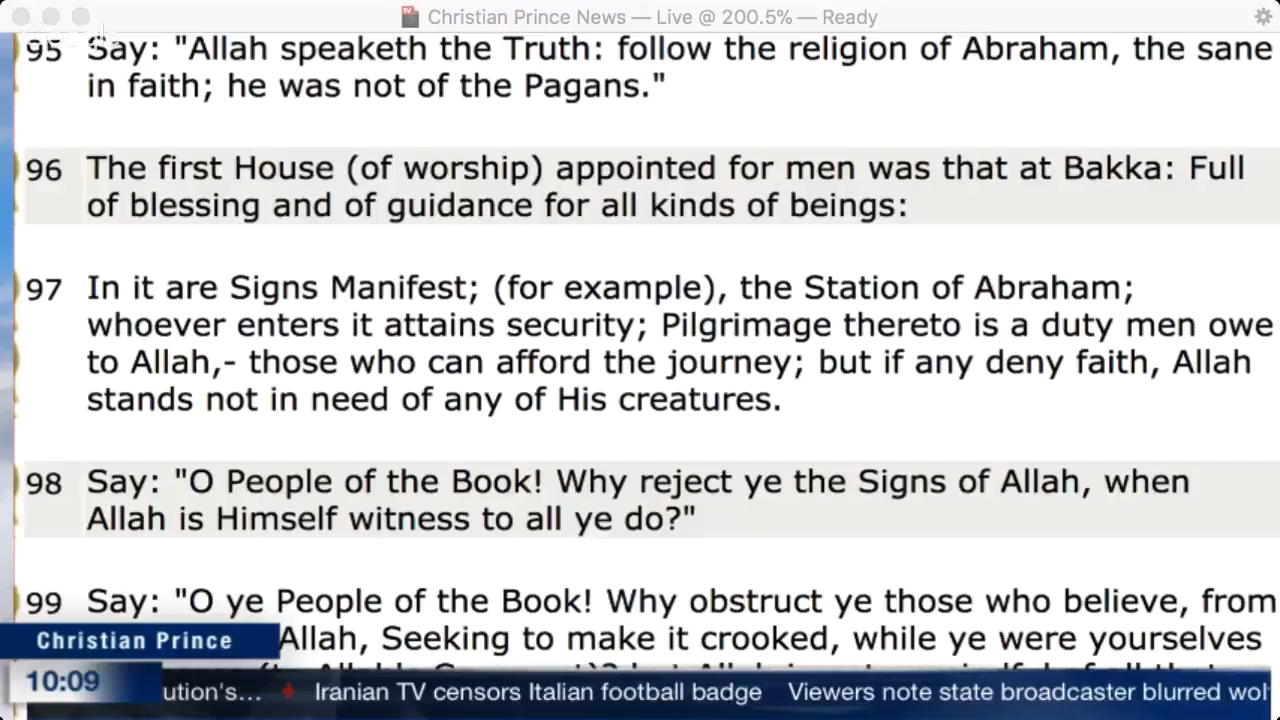 Christian Prince News — Live @ 200.5% — Ready
Google
95 Say: "Allah speaketh the Truth: follow the religion of Abraham, the sane
in faith; he was not of the Pagans."
96 The first House (of worship) appointed for men was that at Bakka: Full
of blessing and of guidance for all kinds of beings:
97 In it are Signs Manifest; (for example), the Station of Abraham;
whoever enters it attains security; Pilgrimage thereto is a duty men owe
to Allah,- those who can afford the journey; but if any deny faith, Allah
stands not in need of any of His creatures.
98 Say: "O People of the Book! Why reject ye the Signs of Allah, when
Allah is Himself witness to all ye do?"
99 Say: "O ye People of the Book! Why obstruct ye those who believe, from
Allah, Seeking to make it crooked, while ye were yourselves
Christian Prince
10:09
ution's... Iranian TV censors Italian football badge Viewers note state broadcaster blurred wol